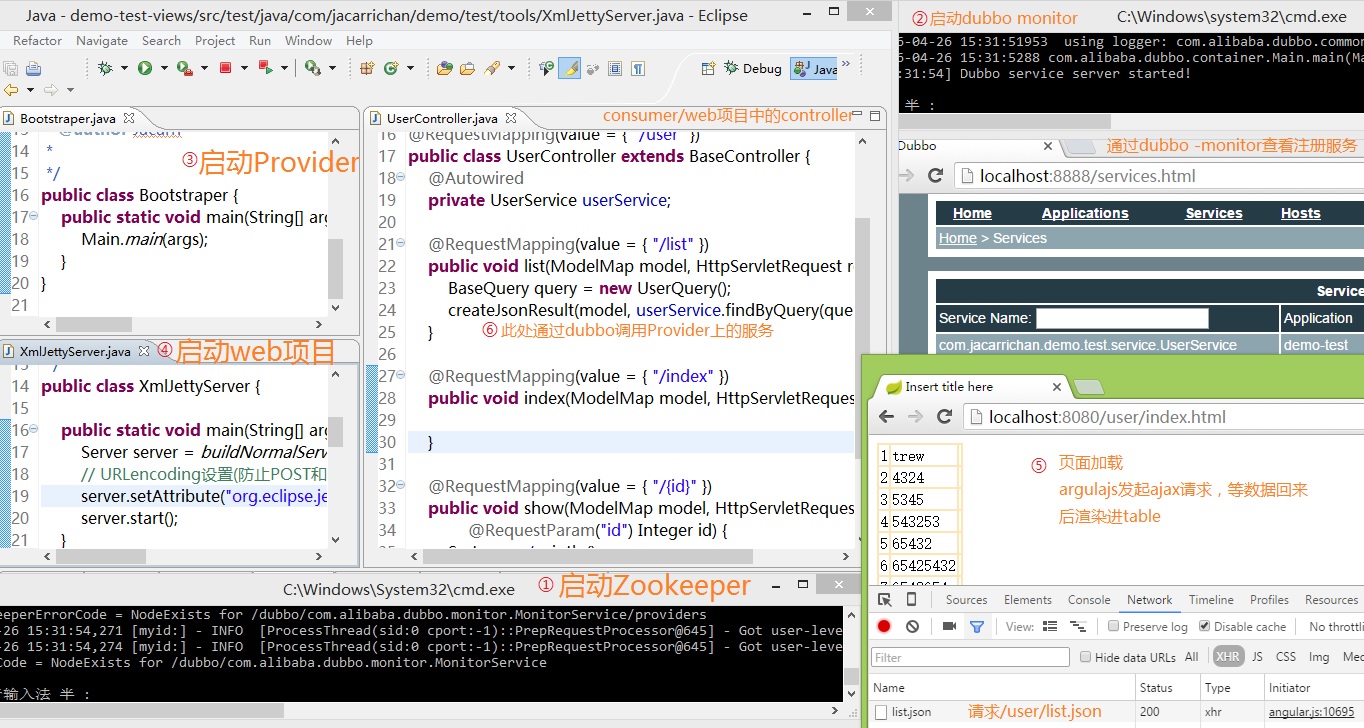 Java - demo-test-views/src/test/java/com/jacarrichan/demo/test/tools/XmlJettyServer.java - Eclipse
Refactor Navigate Search Project Run Window Help
Debug
Java
»
Bootstraper.java
③启动Provider
14 *
15 */
16 public class Bootstraper {
17 public static void main(String[] arg
18 Main.main(args);
19 }
20 }
21
XmlJettyServer.java
④启动web项目
14 public class XmlJettyServer {
15
16 public static void main(String[] arg
17 Server server = buildNormalServ
18 // URLencoding设置(防止POST和
19 server.setAttribute("org.eclipse.je
20 server.start();
21 }
UserController.java
consumer/web项目中的controller
16 @RequestMapping(value = { "/user" })
17 public class UserController extends BaseController {
18 @Autowired
19 private UserService userService;
20
21 @RequestMapping(value = { "/list" })
22 public void list(ModelMap model, HttpServletRequest r
23 BaseQuery query = new UserQuery();
24 createJsonResult(model, userService.findByQuery(que
25 }
⑥此处通过dubbo调用Provider上的服务
26
27 @RequestMapping(value = { "/index" })
28 public void index(ModelMap model, HttpServletReques
29
30 }
31
32 @RequestMapping(value = { "/{id}" })
33 public void show(ModelMap model, HttpServletReques
34 @RequestParam("id") Integer id) {
C:\Windows\System32\cmd.exe
①启动Zookeeper
eeperErrorCode = NodeExists for /dubbo/com.alibaba.dubbo.monitor.MonitorService/providers
-26 15:31:54,271 [myid:] - INFO [ProcessThread(sid:0 cport:-1)::PrepRequestProcessor@645] - Got user-leve
-26 15:31:54,274 [myid:] - INFO [ProcessThread(sid:0 cport:-1)::PrepRequestProcessor@645] - Got user-leve
Code = NodeExists for /dubbo/com.alibaba.dubbo.monitor.MonitorService
输入法 半 :
②启动dubbo monitor
C:\Windows\system32\cmd.exe
5-04-26 15:31:51953 using logger: com.alibaba.dubbo.common
5-04-26 15:31:5288 com.alibaba.dubbo.container.Main.main(Ma
:31:54] Dubbo service server started!
半 :
Dubbo
通过dubbo -monitor查看注册服务
localhost:8888/services.html
Home Applications Services Hosts
Home > Services
Service
Service Name:
Application
com.jacarrichan.demo.test.service.UserService demo-test
Insert title here
localhost:8080/user/index.html
1 trew
2 4324
3 5345
4 543253
5 65432
6 65425432
⑤ 页面加载
argulajs发起ajax请求，等数据回来
后渲染进table
Sources Elements Console Network Timeline Profiles Resources
View: Preserve log Disable cache No throttli
Filter Hide data URLs All XHR JS CSS Img Mec
Name Status Type Initiator
list.json 请求/user/list.json 200 xhr angular.js:10695